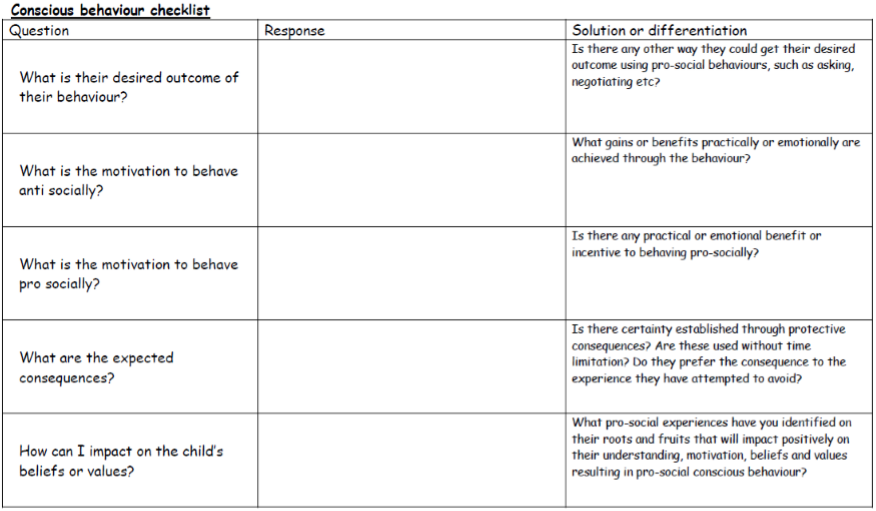 Conscious behaviour checklist
Question
Response
Solution or differentiation
What is their desired outcome of
their behaviour?
Is there any other way they could get their desired
outcome using pro-social behaviours, such as asking,
negotiating etc?
What is the motivation to behave
anti socially?
What gains or benefits practically or emotionally are
achieved through the behaviour?
What is the motivation to behave
pro socially?
Is there any practical or emotional benefit or
incentive to behaving pro-socially?
What are the expected
consequences?
Is there certainty established through protective
consequences? Are these used without time
limitation? Do they prefer the consequence to the
experience they have attempted to avoid?
How can I impact on the child's
beliefs or values?
What pro-social experiences have you identified on
their roots and fruits that will impact positively on
their understanding, motivation, beliefs and values
resulting in pro-social conscious behaviour?